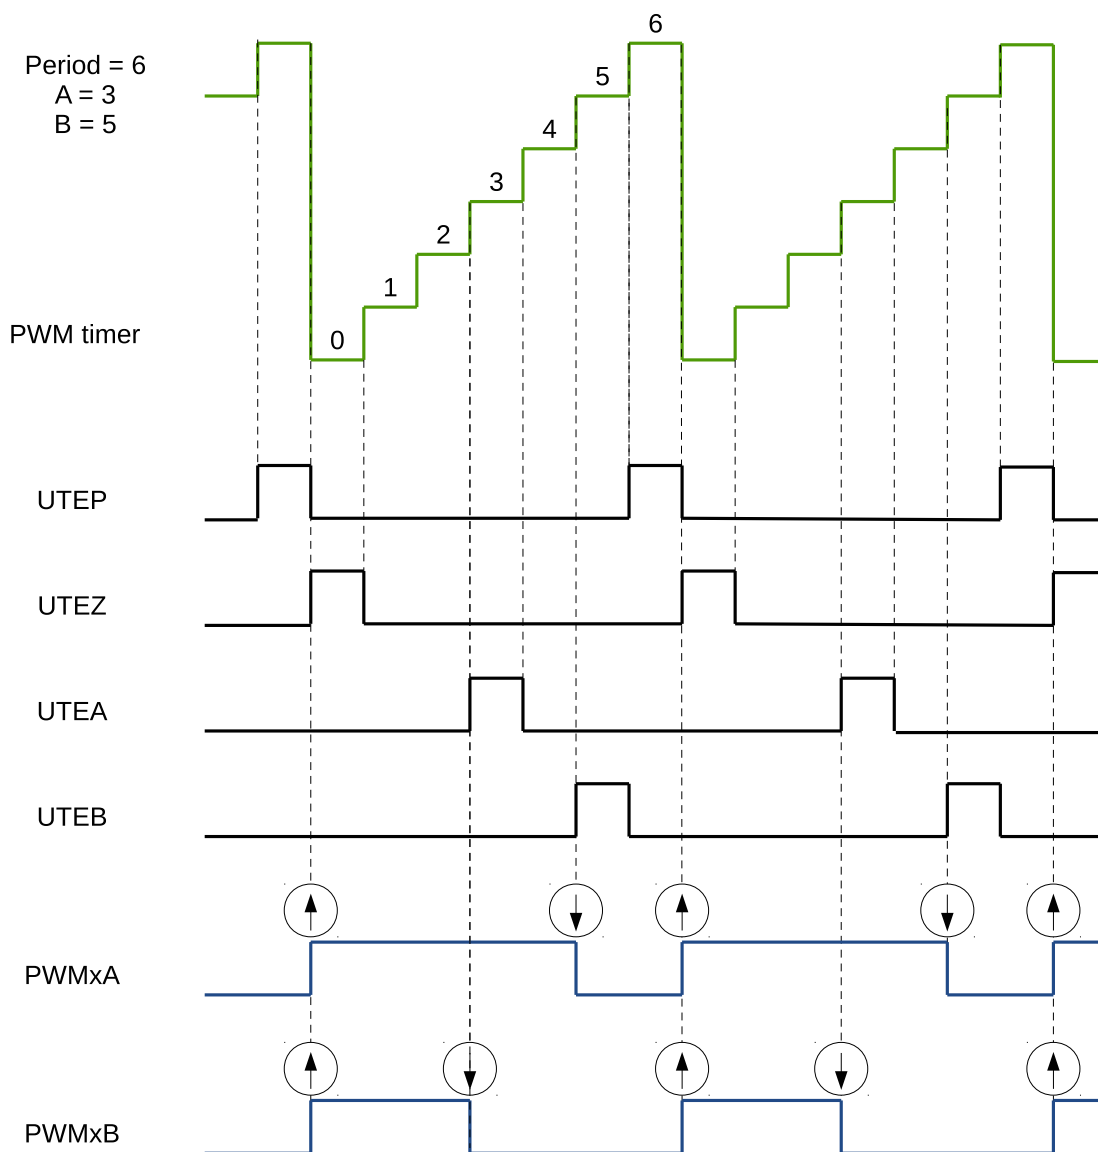 6
Period = 6
A = 3
B = 5
5
4
3
2
1
PWM timer
0
UTEP
UTEZ
UTEA
UTEB
PWMxA
PWMxB